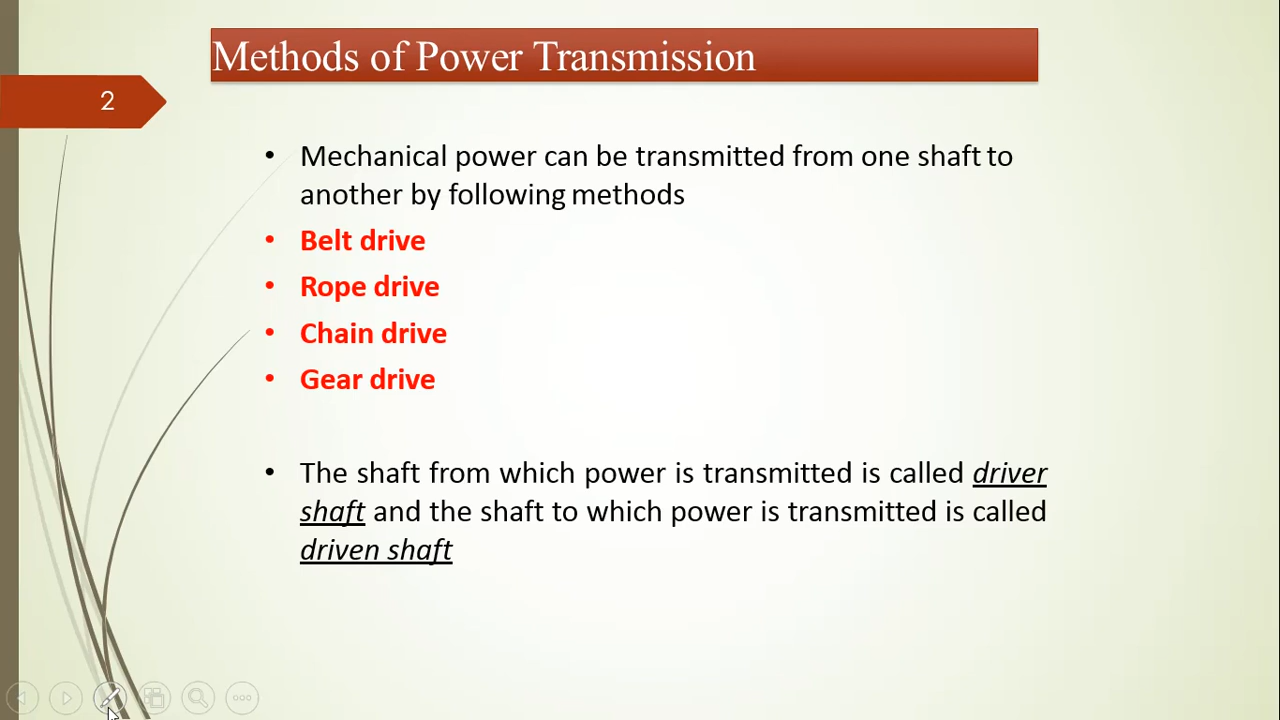 Methods of Power Transmission
2
• Mechanical power can be transmitted from one shaft to
another by following methods
• Belt drive
• Rope drive
• Chain drive
• Gear drive
• The shaft from which power is transmitted is called driver
shaft and the shaft to which power is transmitted is called
driven shaft